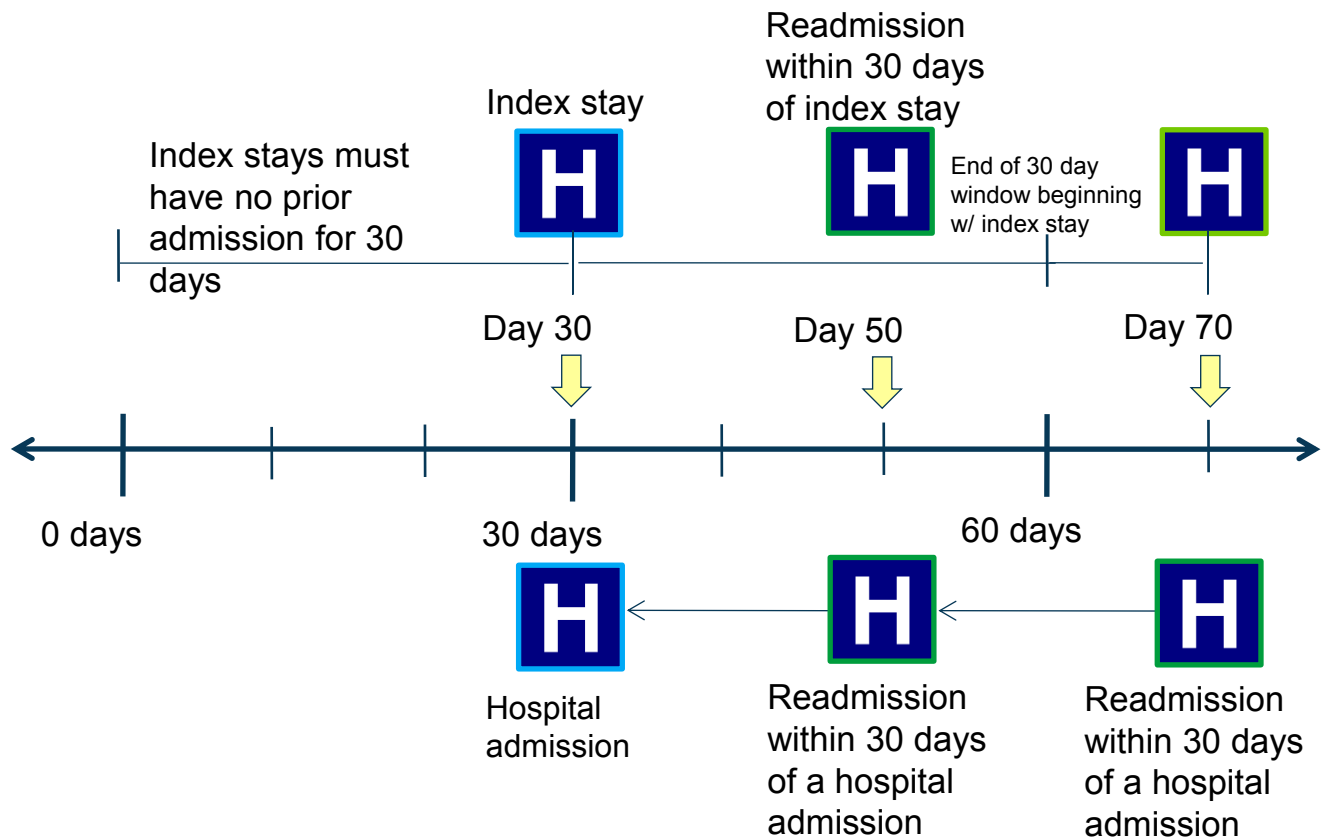 Readmission
within 30 days
of index stay
Index stay
Index stays must
have no prior
admission for 30
days
H
H
End of 30 day
window beginning
w/ index stay
H
Day 30
Day 50
Day 70
0 days
30 days
60 days
H
H
H
Hospital
admission
Readmission
within 30 days
of a hospital
admission
Readmission
within 30 days
of a hospital
admission